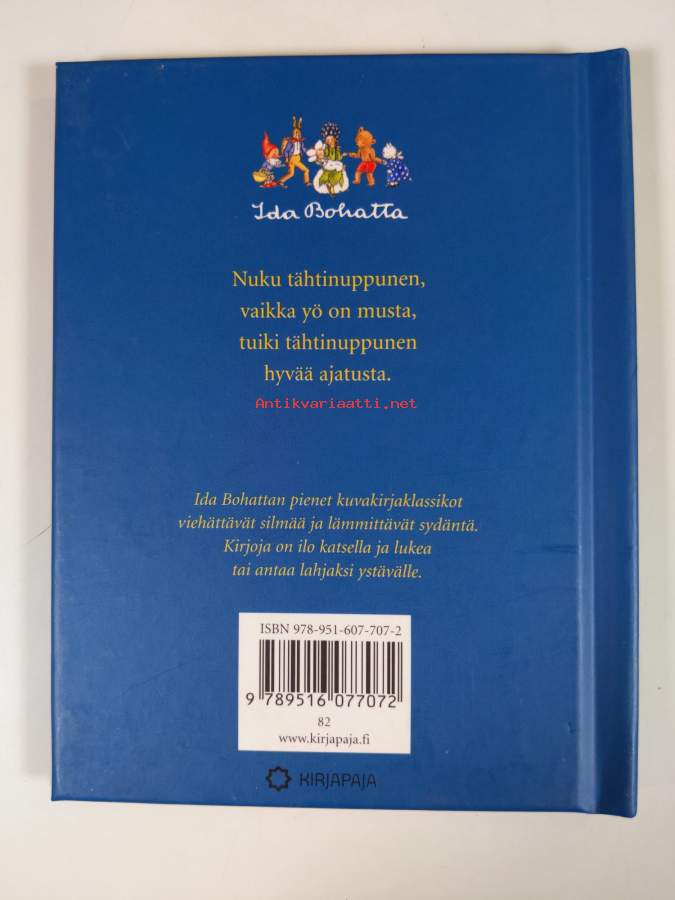 Ida Bohatta
Nuku tähtinuppunen,
vaikka yö on musta,
tuiki tähtinuppunen
hyvää ajatusta.
Antikvariaatti.net
Ida Bohattan pienet kuvakirjaklassikot
viehättävät silmää ja lämmittävät sydäntä.
Kirjoja on ilo katsella ja lukea
tai antaa lahjaksi ystävälle.
ISBN 978-951-607-707-2
9 789516 077072
82
www.kirjapaja.fi
KIRJAPAJA